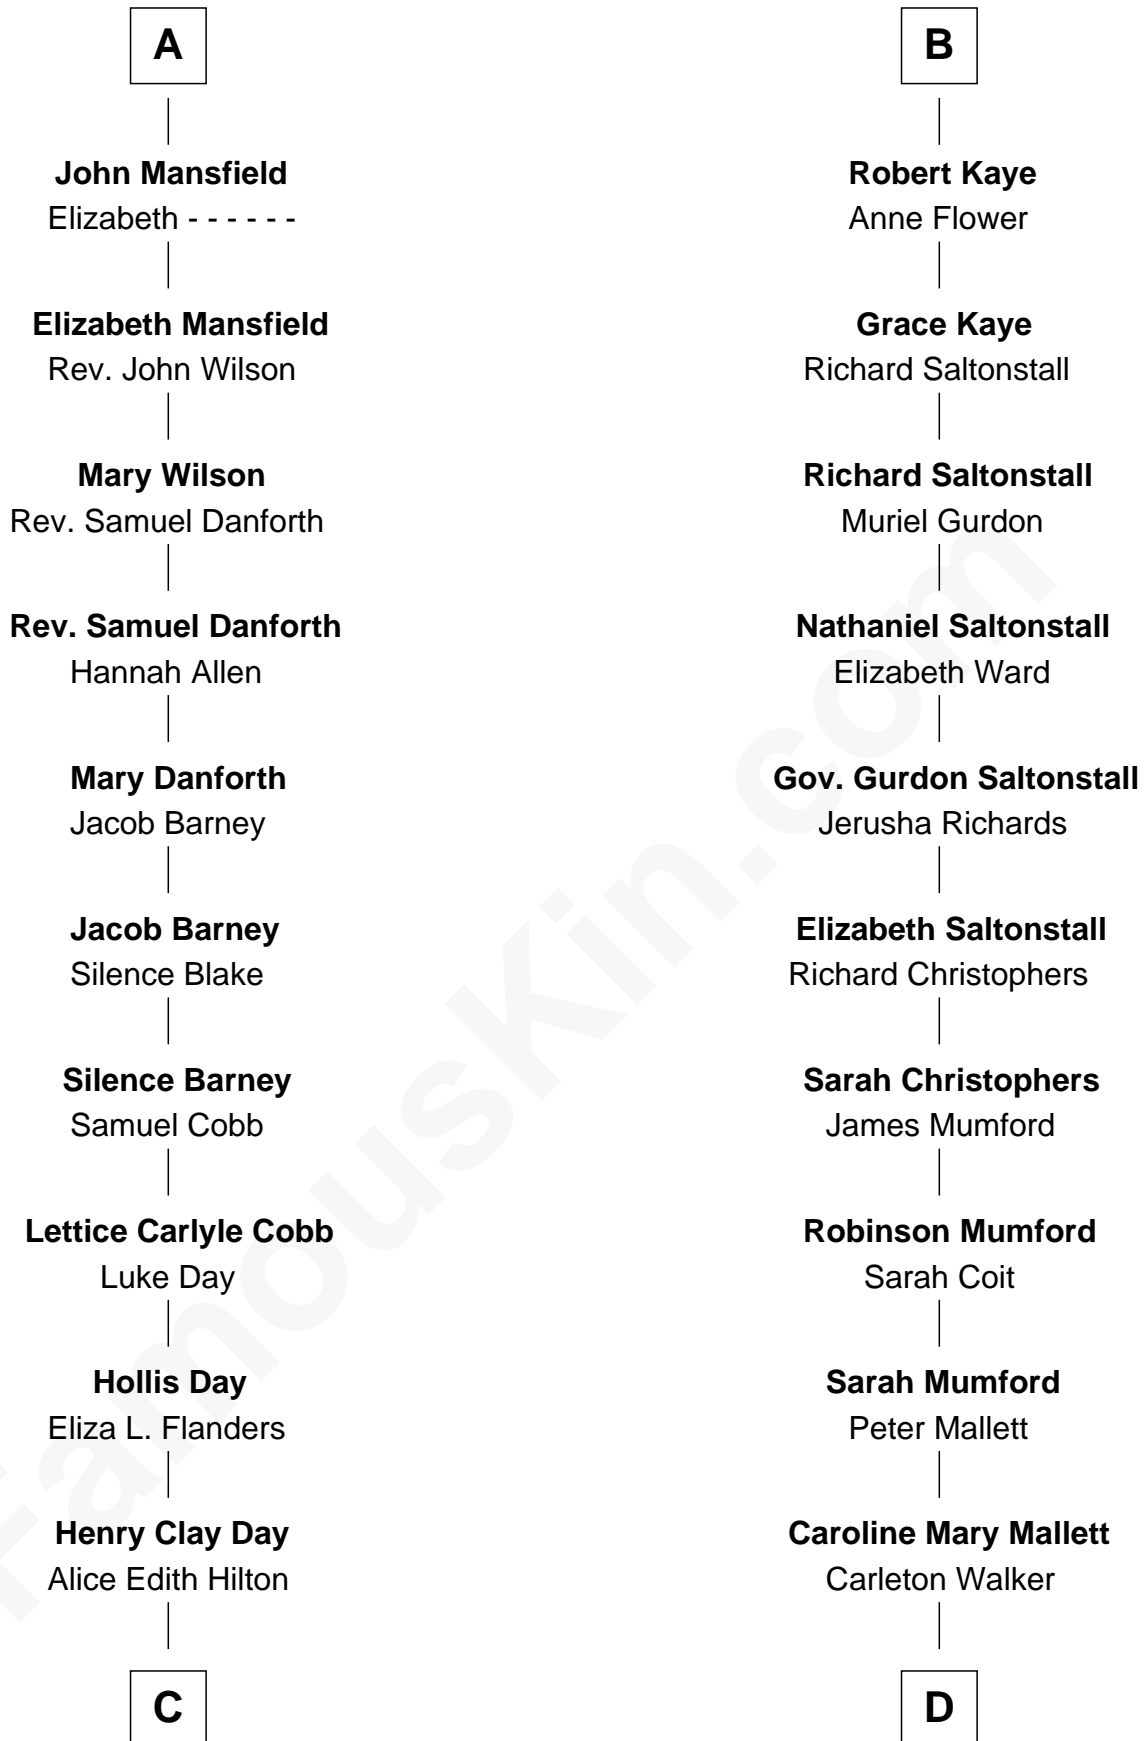 A
John Mansfield
Elizabeth - - - - - -
Elizabeth Mansfield
Rev. John Wilson
Mary Wilson
Rev. Samuel Danforth
Rev. Samuel Danforth
Hannah Allen
Mary Danforth
Jacob Barney
Jacob Barney
Silence Blake
Silence Barney
Samuel Cobb
Lettice Carlyle Cobb
Luke Day
Hollis Day
Eliza L. Flanders
Henry Clay Day
Alice Edith Hilton
C
B
Robert Kaye
Anne Flower
Grace Kaye
Richard Saltonstall
Richard Saltonstall
Muriel Gurdon
Nathaniel Saltonstall
Elizabeth Ward
Gov. Gurdon Saltonstall
Jerusha Richards
Elizabeth Saltonstall
Richard Christophers
Sarah Christophers
James Mumford
Robinson Mumford
Sarah Coit
Sarah Mumford
Peter Mallett
Caroline Mary Mallett
Carleton Walker
D
FamousKin.com